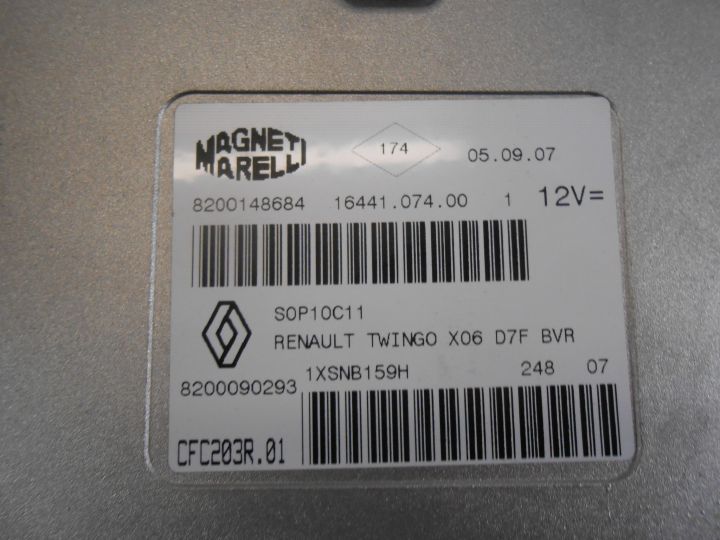 MAGNETI
MARELLI
174
05.09.07
8200148684 16441.074.00 1 12V=
S0P10C11
RENAULT TWINGO X06 D7F BVR
8200090293 1XSNB159H 248 07
CFC203R.01